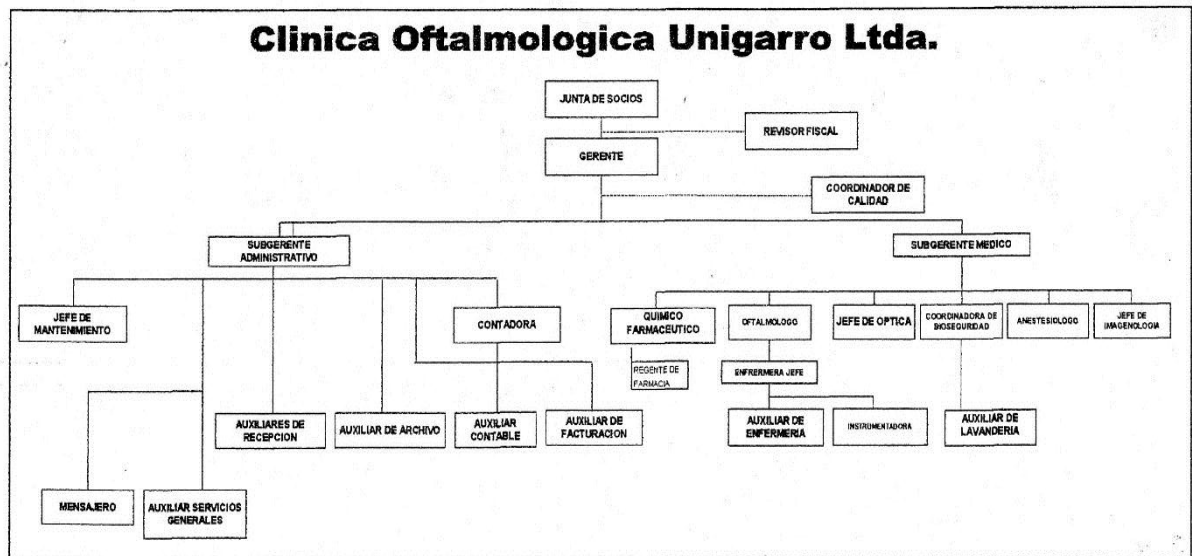 Clinica Oftalmologica Unigarro Ltda.
JUNTA DE SOCIOS
REVISOR FISCAL
GERENTE
COORDINADOR DE
CALIDAD
SUBGERENTE
ADMINISTRATIVO
SUBGERENTE MEDICO
JEFE DE
MANTENIMIENTO
CONTADORA
QUIMICO
FARMACEUTICO
OFTALMOLOGO
JEFE DE OPTICA
COORDINADORA DE
BIOSEGURIDAD
ANESTESIOLOGO
JEFE DE
IMAGENOLOGIA
REGENTE DE
FARMACIA
ENFRERMERA JEFE
AUXILIARES DE
RECEPCION
AUXILIAR DE ARCHIVO
AUXILIAR
CONTABLE
AUXILIAR DE
FACTURACION
AUXILIAR DE
ENFERMERIA
INSTRUMENTADORA
AUXILIAR DE
LAVANDERIA
MENSAJERO
AUXILIAR SERVICIOS
GENERALES